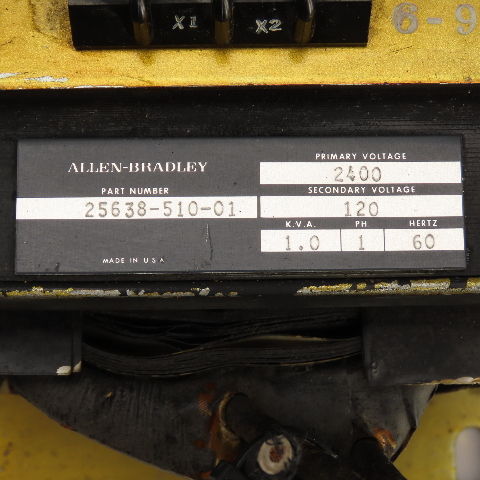 X1 X2
6-9
ALLEN-BRADLEY
PART NUMBER
25638-510-01
MADE IN U S A
PRIMARY VOLTAGE
2400
SECONDARY VOLTAGE
120
K.V.A. PH HERTZ
1.0 1 60